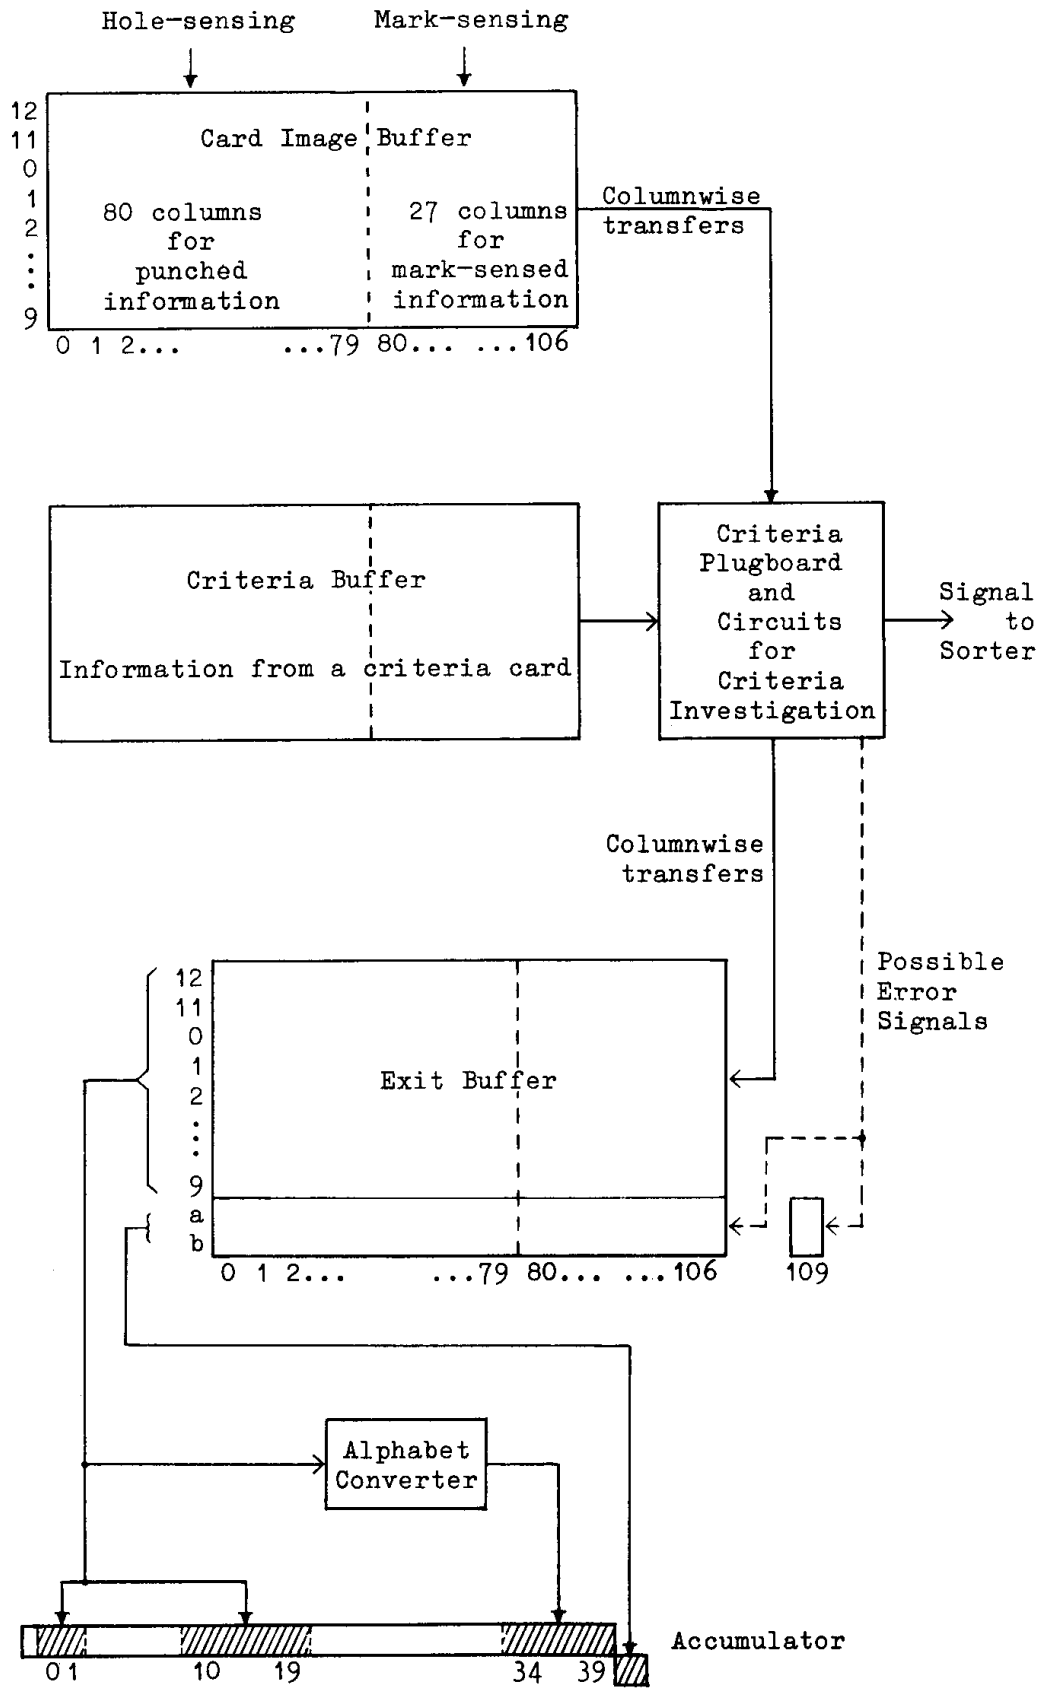 Hole-sensing Mark-sensing
12
11
0
1
2
.
.
.
9
Card Image Buffer
80 columns
for
punched
information
27 columns
for
mark-sensed
information
0 1 2... ...79 80... ...106
Columnwise
transfers
Criteria Buffer
Information from a criteria card
Criteria
Plugboard
and
Circuits
for
Criteria
Investigation
Signal
to
Sorter
Columnwise
transfers
Possible
Error
Signals
12
11
0
1
2
.
.
.
9
a
b
Exit Buffer
0 1 2... ...79 80... ...106
109
Alphabet
Converter
Accumulator
0 1 10 19 34 39